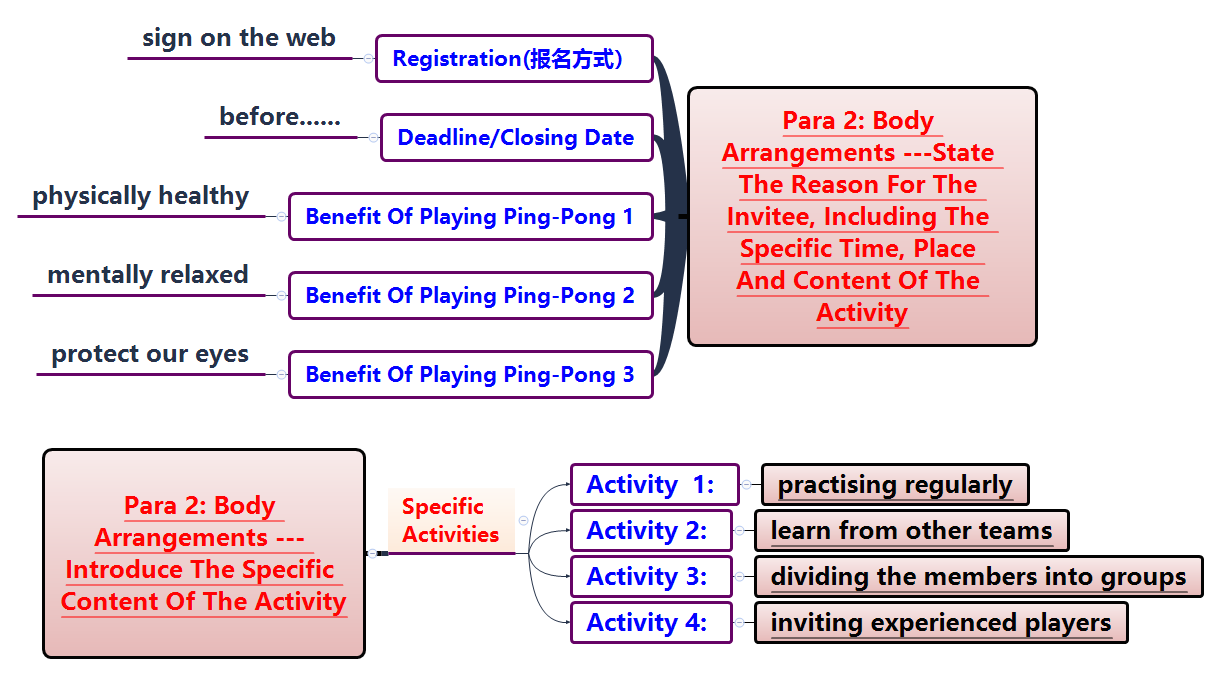 sign on the web
Registration(报名方式)
before......
Deadline/Closing Date
physically healthy
Benefit Of Playing Ping-Pong 1
mentally relaxed
Benefit Of Playing Ping-Pong 2
protect our eyes
Benefit Of Playing Ping-Pong 3
Para 2: Body
Arrangements ---State
The Reason For The
Invitee, Including The
Specific Time, Place
And Content Of The
Activity
Para 2: Body
Arrangements ---
Introduce The Specific
Content Of The Activity
Specific
Activities
Activity  1:
practising regularly
Activity 2:
learn from other teams
Activity 3:
dividing the members into groups
Activity 4:
inviting experienced players